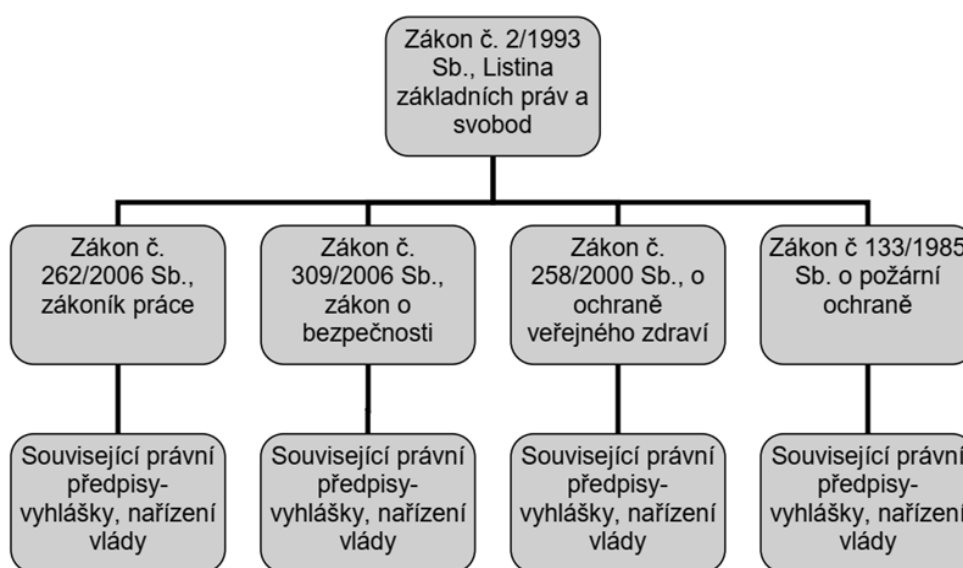 Zákon č. 2/1993
Sb., Listina
základních práv a
svobod
Zákon č.
262/2006 Sb.,
zákoník práce
Zákon č.
309/2006 Sb.,
zákon o
bezpečnosti
Zákon č.
258/2000 Sb., o
ochraně
veřejného zdraví
Zákon č 133/1985
Sb. o požární
ochraně
Související právní
předpisy-
vyhlášky, nařízení
vlády
Související právní
předpisy-
vyhlášky, nařízení
vlády
Související právní
předpisy-
vyhlášky, nařízení
vlády
Související právní
předpisy-
vyhlášky, nařízení
vlády